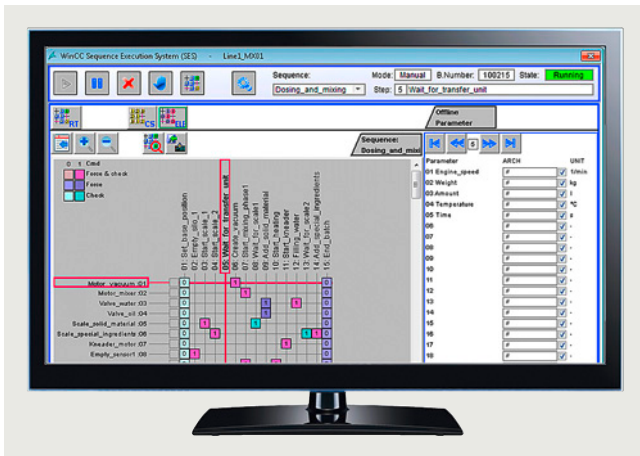 WinCC Sequence Execution System (SES) - Line1_MX01
Sequence: Mode: Manual B.Number: 100215 State: Running
Dosing_and_mixing Step: 5 Wait_for_transfer_unit
RT CS ELE
Offline
Parameter
Sequence:
Dosing_and_mixi
5
0 1 Cmd
Force & check
Force
Check
01: Set_base_position
02: Empty_silo_1
03: Start_scale_1
04: Start_scale_2
05: Wait_for_transfer_unit
06: Create_vacuum
07: Start_mixing_phase1
08: Wait_for_scale1
09: Add_solid_material
10: Start_heating
11: Start_kneader
12: Filling_water
13: Wait_for_scale2
14: Add_special_ingredients
15: End_batch
Motor_vacuum :01
Motor_mixer :02
Valve_water :03
Valve_oil :04
Scale_solid_material :05
Scale_special_ingredients :06
Kneader_motor :07
Empty_sensor1 :08
Parameter ARCH UNIT
01 Engine_speed # 1/min
02 Weight # kg
03 Amount # l
04 Temperature # °C
05 Time # s
06 # -
07 # -
08 # -
09 # -
10 # -
11 # -
12 # -
13 # -
14 # -
15 # -
16 # -
17 # -
18 # -